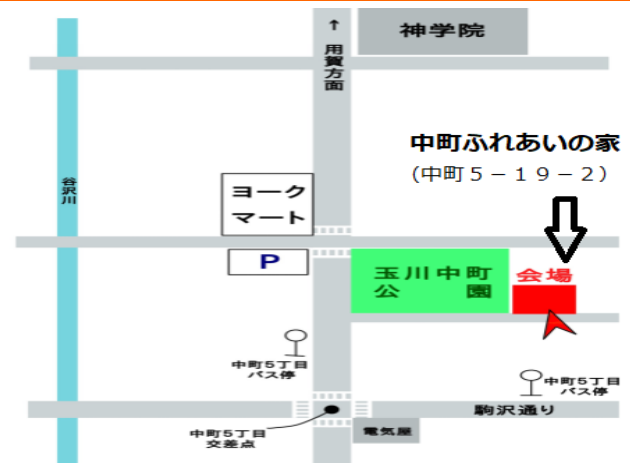 ↑
用賀方面
神学院
中町ふれあいの家
(中町５－１９－２)
谷沢川
ヨーク
マート
P
玉川中町
公園
会場
中町5丁目
バス停
中町5丁目
バス停
駒沢通り
中町5丁目
交差点
電気屋